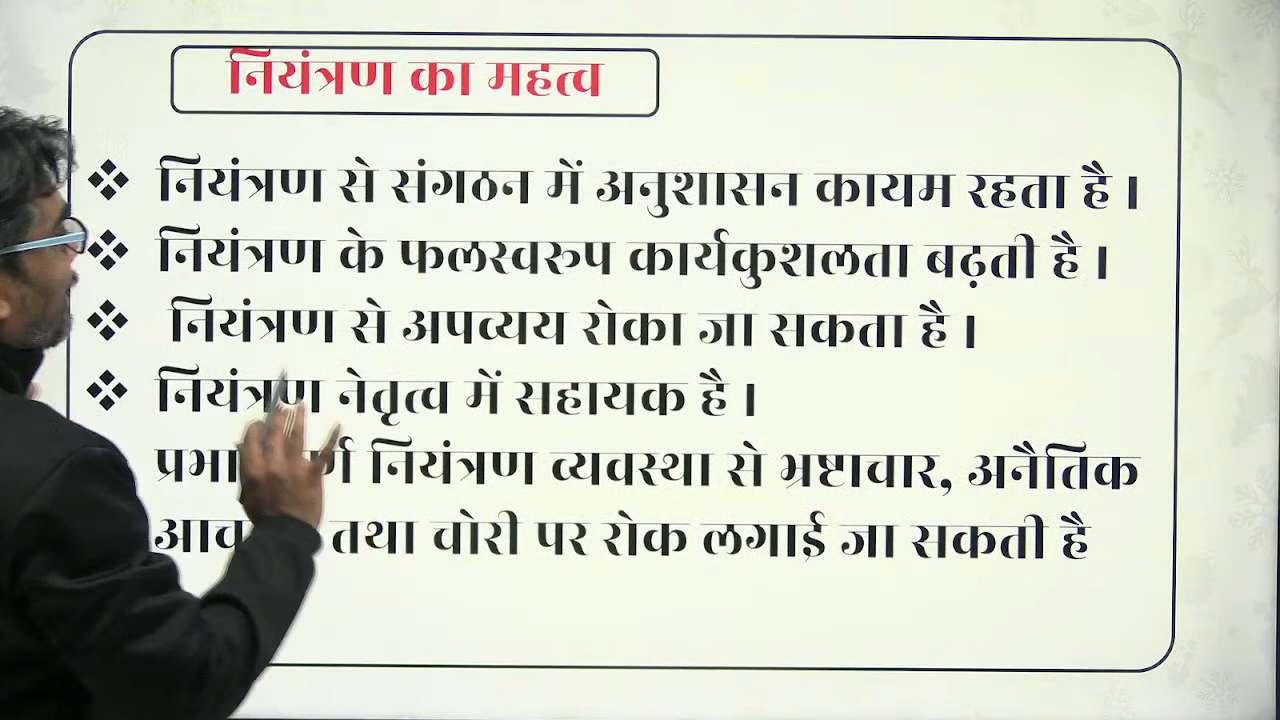 नियंत्रण का महत्व
❖ नियंत्रण से संगठन में अनुशासन कायम रहता है ।
❖ नियंत्रण के फलस्वरुप कार्यकुशलता बढ़ती है ।
❖ नियंत्रण से अपव्यय रोका जा सकता है ।
❖ नियंत्रण नेतृत्व में सहायक है ।
नियंत्रण व्यवस्था से भ्रष्टाचार, अनैतिक
तथा चोरी पर रोक लगाई जा सकती है